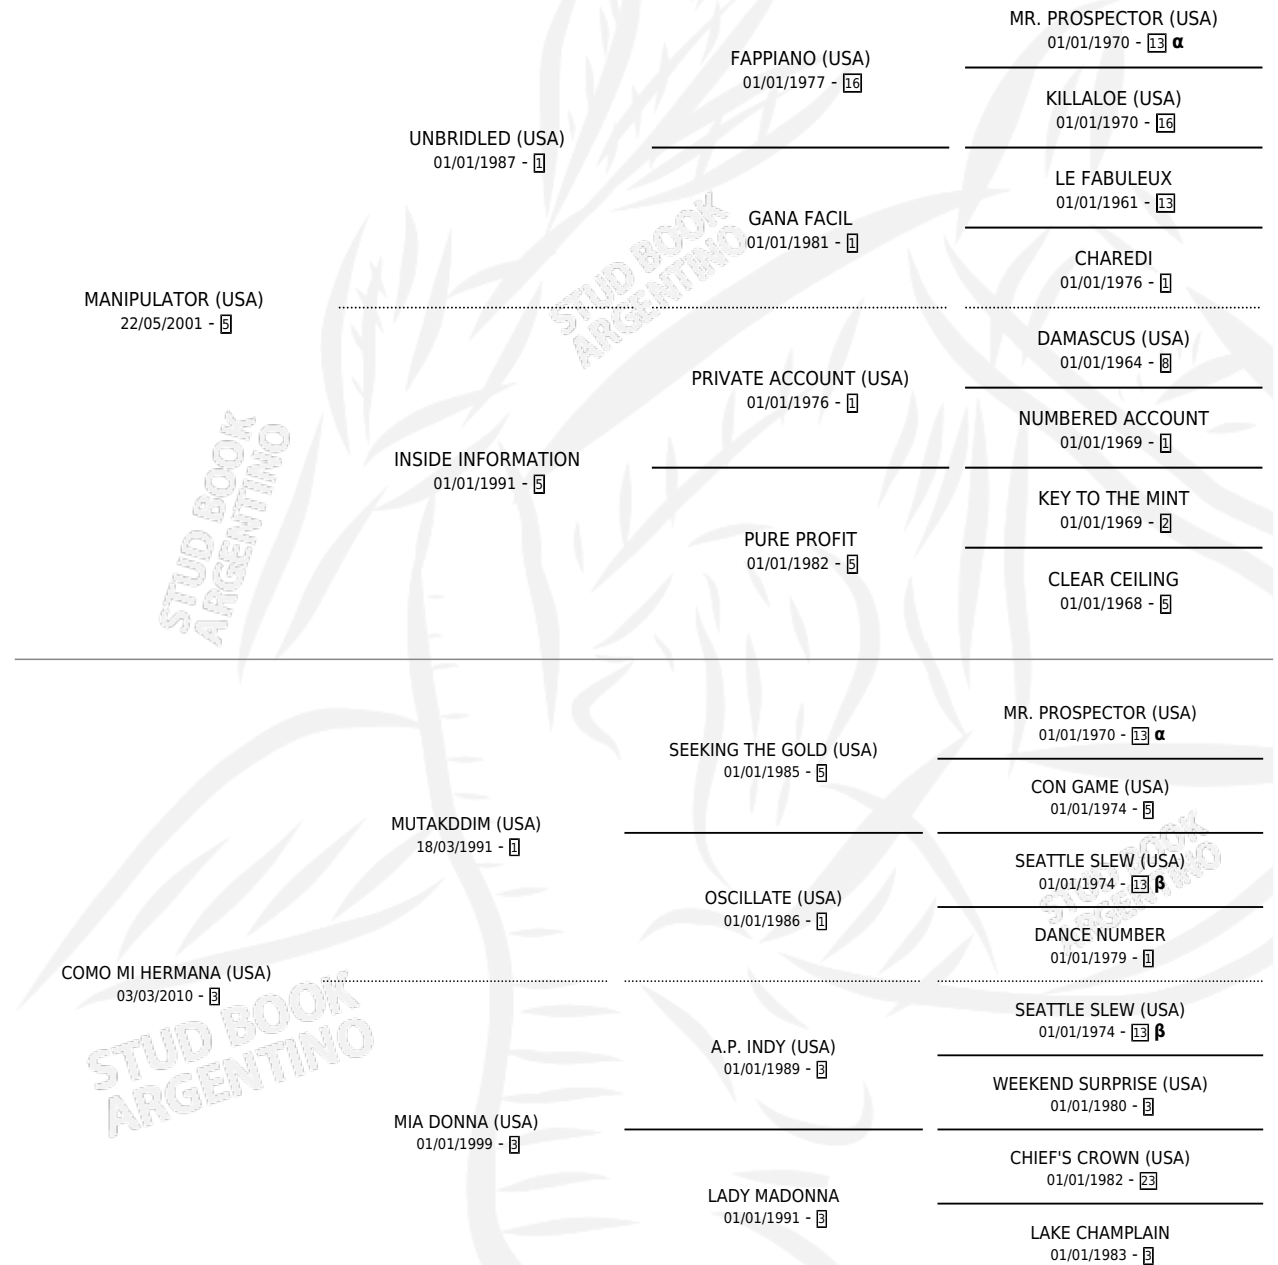 MR. PROSPECTOR (USA)
01/01/1970 - 13 α
FAPPIANO (USA)
01/01/1977 - 16
KILLALOE (USA)
01/01/1970 - 16
UNBRIDLED (USA)
01/01/1987 - 1
LE FABULEUX
01/01/1961 - 13
GANA FACIL
01/01/1981 - 1
CHAREDI
01/01/1976 - 1
MANIPULATOR (USA)
22/05/2001 - 5
DAMASCUS (USA)
01/01/1964 - 8
PRIVATE ACCOUNT (USA)
01/01/1976 - 1
NUMBERED ACCOUNT
01/01/1969 - 1
INSIDE INFORMATION
01/01/1991 - 5
KEY TO THE MINT
01/01/1969 - 2
PURE PROFIT
01/01/1982 - 5
CLEAR CEILING
01/01/1968 - 5
MR. PROSPECTOR (USA)
01/01/1970 - 13 α
SEEKING THE GOLD (USA)
01/01/1985 - 5
CON GAME (USA)
01/01/1974 - 5
MUTAKDDIM (USA)
18/03/1991 - 1
SEATTLE SLEW (USA)
01/01/1974 - 13 β
OSCILLATE (USA)
01/01/1986 - 1
DANCE NUMBER
01/01/1979 - 1
COMO MI HERMANA (USA)
03/03/2010 - 3
SEATTLE SLEW (USA)
01/01/1974 - 13 β
A.P. INDY (USA)
01/01/1989 - 3
WEEKEND SURPRISE (USA)
01/01/1980 - 3
MIA DONNA (USA)
01/01/1999 - 3
CHIEF'S CROWN (USA)
01/01/1982 - 23
LADY MADONNA
01/01/1991 - 3
LAKE CHAMPLAIN
01/01/1983 - 3
STUD BOOK
ARGENTINO
STUD BOOK
ARGENTINO
STUD BOOK
ARGENTINO
STUD BOOK
ARGENTINO